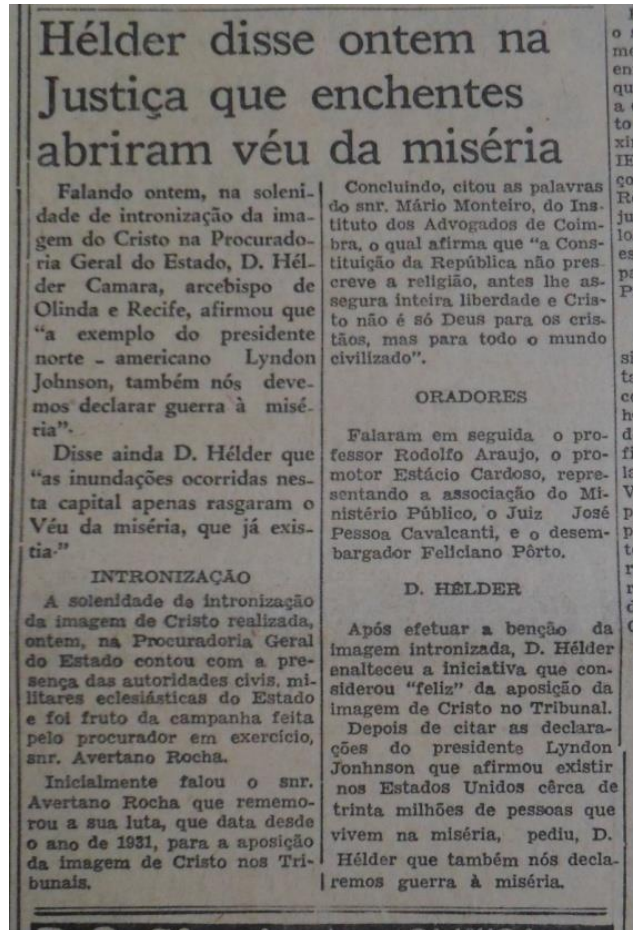 Hélder disse ontem na
Justiça que enchentes
abriram véu da miséria
Falando ontem, na soleni-
dade de intronização da ima-
gem do Cristo na Procurado-
ria Geral do Estado, D. Hél-
der Camara, arcebispo de
Olinda e Recife, afirmou que
“a exemplo do presidente
norte - americano Lyndon
Johnson, também nós deve-
mos declarar guerra à misé-
ria”.
Disse ainda D. Hélder que
“as inundações ocorridas nes-
ta capital apenas rasgaram o
Véu da miséria, que já exis-
tia.”
INTRONIZAÇÃO
A solenidade de intronização
da imagem de Cristo realizada,
ontem, na Procuradoria Geral
do Estado contou com a pre-
sença das autoridades civis, mi-
litares eclesiásticas do Estado
e foi fruto da campanha feita
pelo procurador em exercício,
snr. Avertano Rocha.
Inicialmente falou o snr.
Avertano Rocha que rememo-
rou a sua luta, que data desde
o ano de 1931, para a aposição
da imagem de Cristo nos Tri-
bunais.
Concluindo, citou as palavras
do snr. Mário Monteiro, do Ins-
tituto dos Advogados de Coim-
bra, o qual afirma que “a Cons-
tituição da República não pres
creve a religião, antes lhe as-
segura inteira liberdade e Cris-
to não é só Deus para os cris-
tãos, mas para todo o mundo
civilizado”.
ORADORES
Falaram em seguida o pro-
fessor Rodolfo Araujo, o pro-
motor Estácio Cardoso, repre-
sentando a associação do Mi-
nistério Público, o Juiz José
Pessoa Cavalcanti, e o desem-
bargador Feliciano Pôrto.
D. HÉLDER
Após efetuar a benção da
imagem intronizada, D. Hélder
enalteceu a iniciativa que con-
siderou “feliz” da aposição da
imagem de Cristo no Tribunal.
Depois de citar as declara-
ções do presidente Lyndon
Jonhnson que afirmou existir
nos Estados Unidos cêrca de
trinta milhões de pessoas que
vivem na miséria, pediu, D.
Hélder que também nós decla-
remos guerra à miséria.